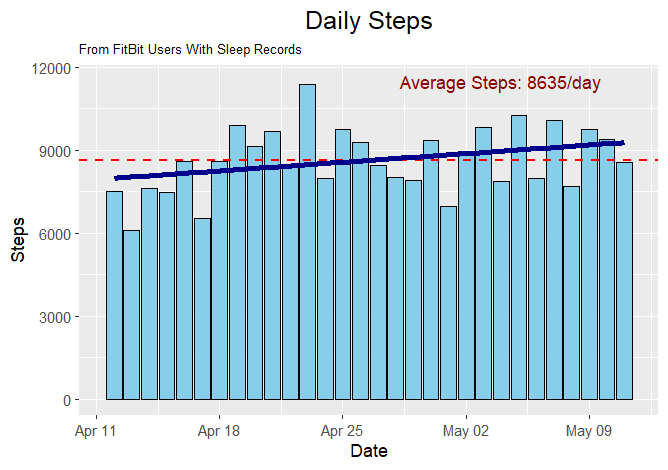 Daily Steps
From FitBit Users With Sleep Records
Average Steps: 8635/day
12000
9000
6000
3000
0
Steps
Apr 11 Apr 18 Apr 25 May 02 May 09
Date